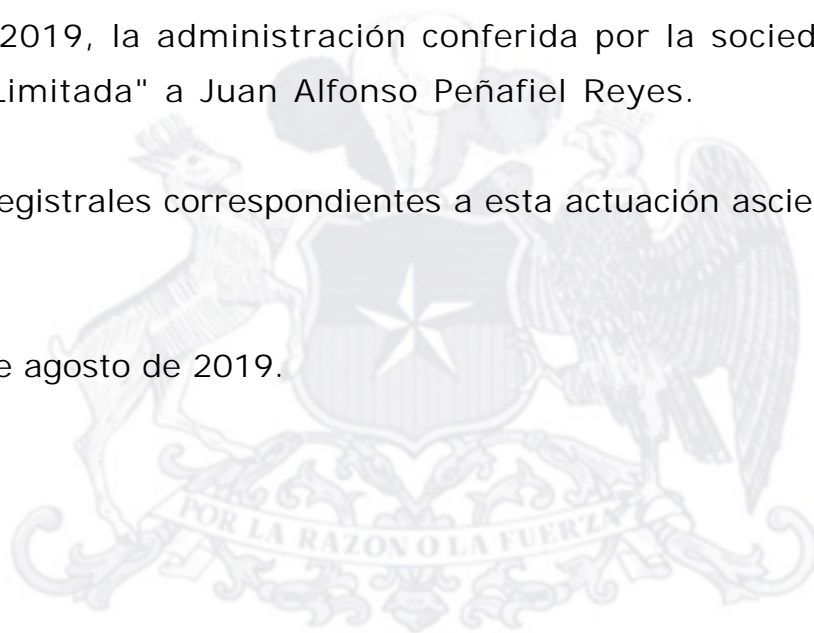 2019, la administración conferida por la socied
Limitada" a Juan Alfonso Peñafiel Reyes.
egistrales correspondientes a esta actuación ascie
e agosto de 2019.
POR LA RAZON O LA FUERZA